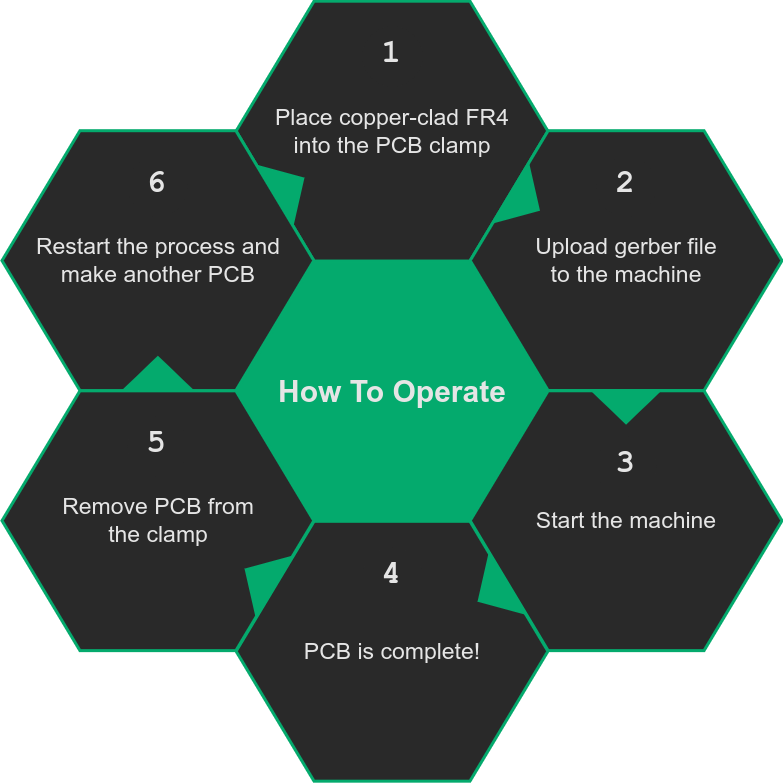 1
Place copper-clad FR4
into the PCB clamp
2
Upload gerber file
to the machine
3
Start the machine
4
PCB is complete!
5
Remove PCB from
the clamp
6
Restart the process and
make another PCB
How To Operate